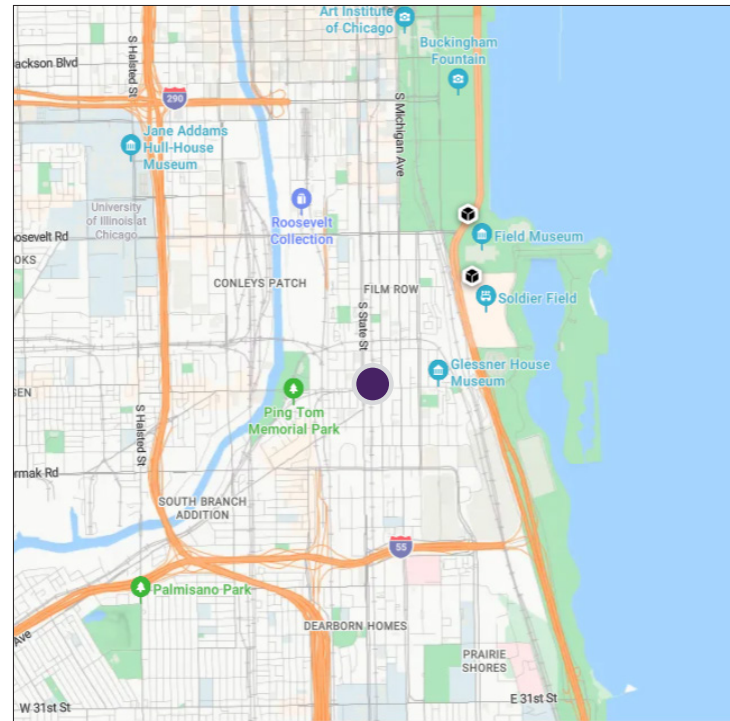 Art Institute
of Chicago
Buckingham
Fountain
S Halsted St
Jackson Blvd
290
S Michigan Ave
Jane Addams
Hull-House
Museum
University
of Illinois at
Chicago
Roosevelt
Collection
oosevelt Rd
OKS
Field Museum
CONLEYS PATCH
FILM ROW
Soldier Field
S State St
Glessner House
Museum
SEN
Ping Tom
Memorial Park
S Halsted St
rmak Rd
SOUTH BRANCH
ADDITION
55
Palmisano Park
DEARBORN HOMES
Ave
PRAIRIE
SHORES
W 31st St
E 31st St